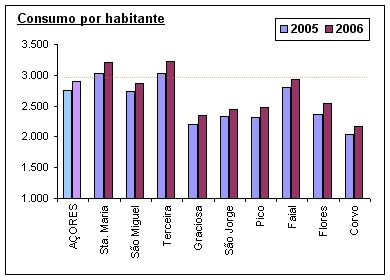 Consumo por habitante
2005 2006
3.500
3.000
2.500
2.000
1.500
1.000
AÇORES
Sta. Maria
São Miguel
Terceira
Graciosa
São Jorge
Pico
Faial
Flores
Corvo